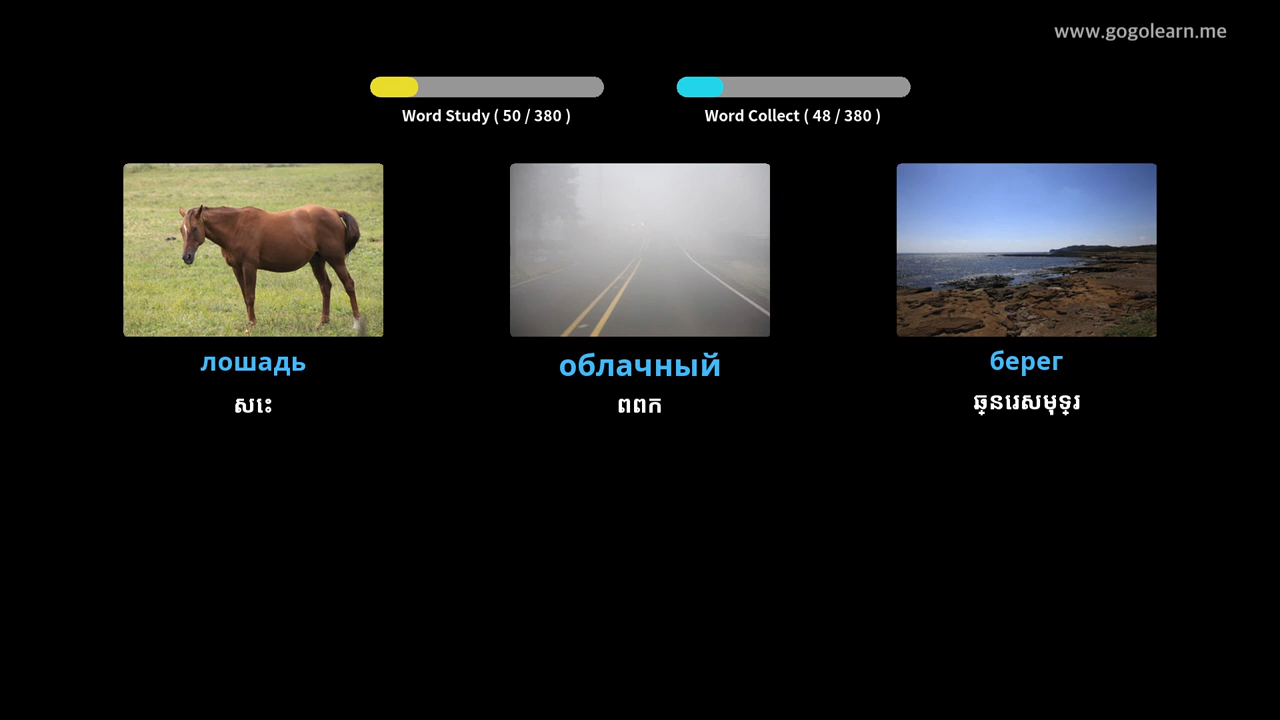 www.gogolearn.me
Word Study ( 50 / 380 )
Word Collect ( 48 / 380 )
лошадь
облачный
берег
សេះ
ពពក
ឆ្នេរសមុទ្រ